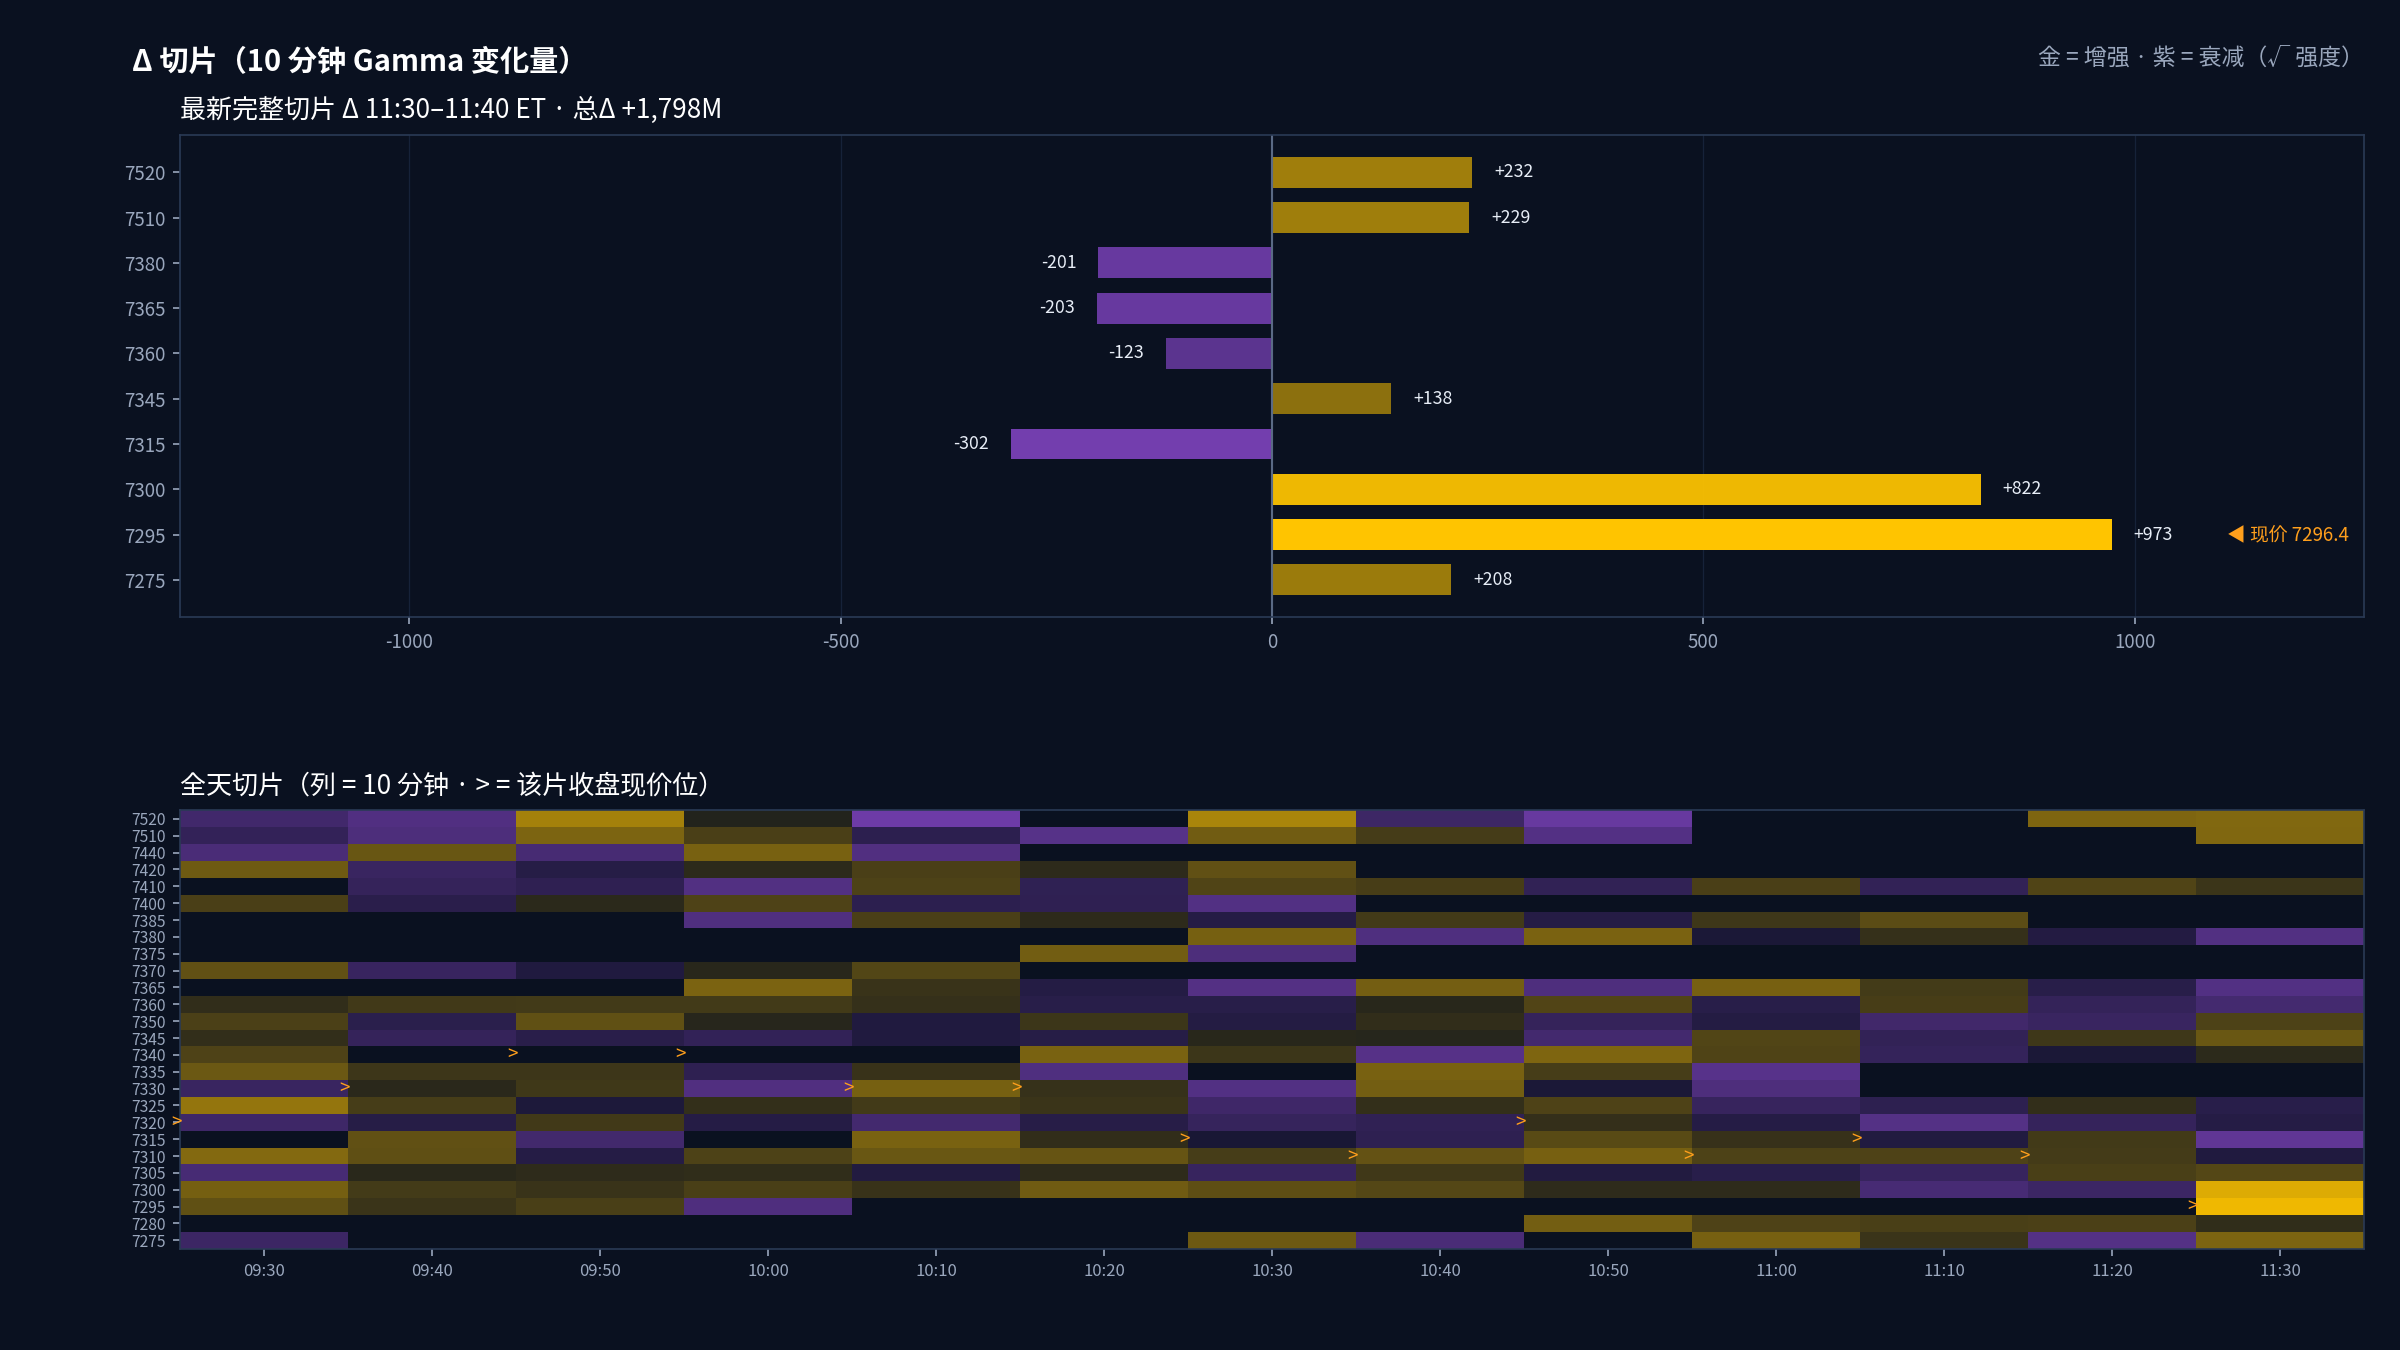 Δ 切片（10 分钟 Gamma 变化量）
金 = 增强 · 紫 = 衰减（√ 强度）
最新完整切片 Δ 11:30–11:40 ET · 总Δ +1,798M
7520 +232
7510 +229
7380 -201
7365 -203
7360 -123
7345 +138
7315 -302
7300 +822
7295 +973 ◀ 现价 7296.4
7275 +208
-1000 -500 0 500 1000
全天切片（列 = 10 分钟 · > = 该片收盘现价位）
7520
7510
7440
7420
7410
7400
7385
7380
7375
7370
7365
7360
7350
7345
7340 > >
7335
7330 > > >
7325
7320 > >
7315 > >
7310 > > >
7305
7300
7295 >
7280
7275
09:30 09:40 09:50 10:00 10:10 10:20 10:30 10:40 10:50 11:00 11:10 11:20 11:30